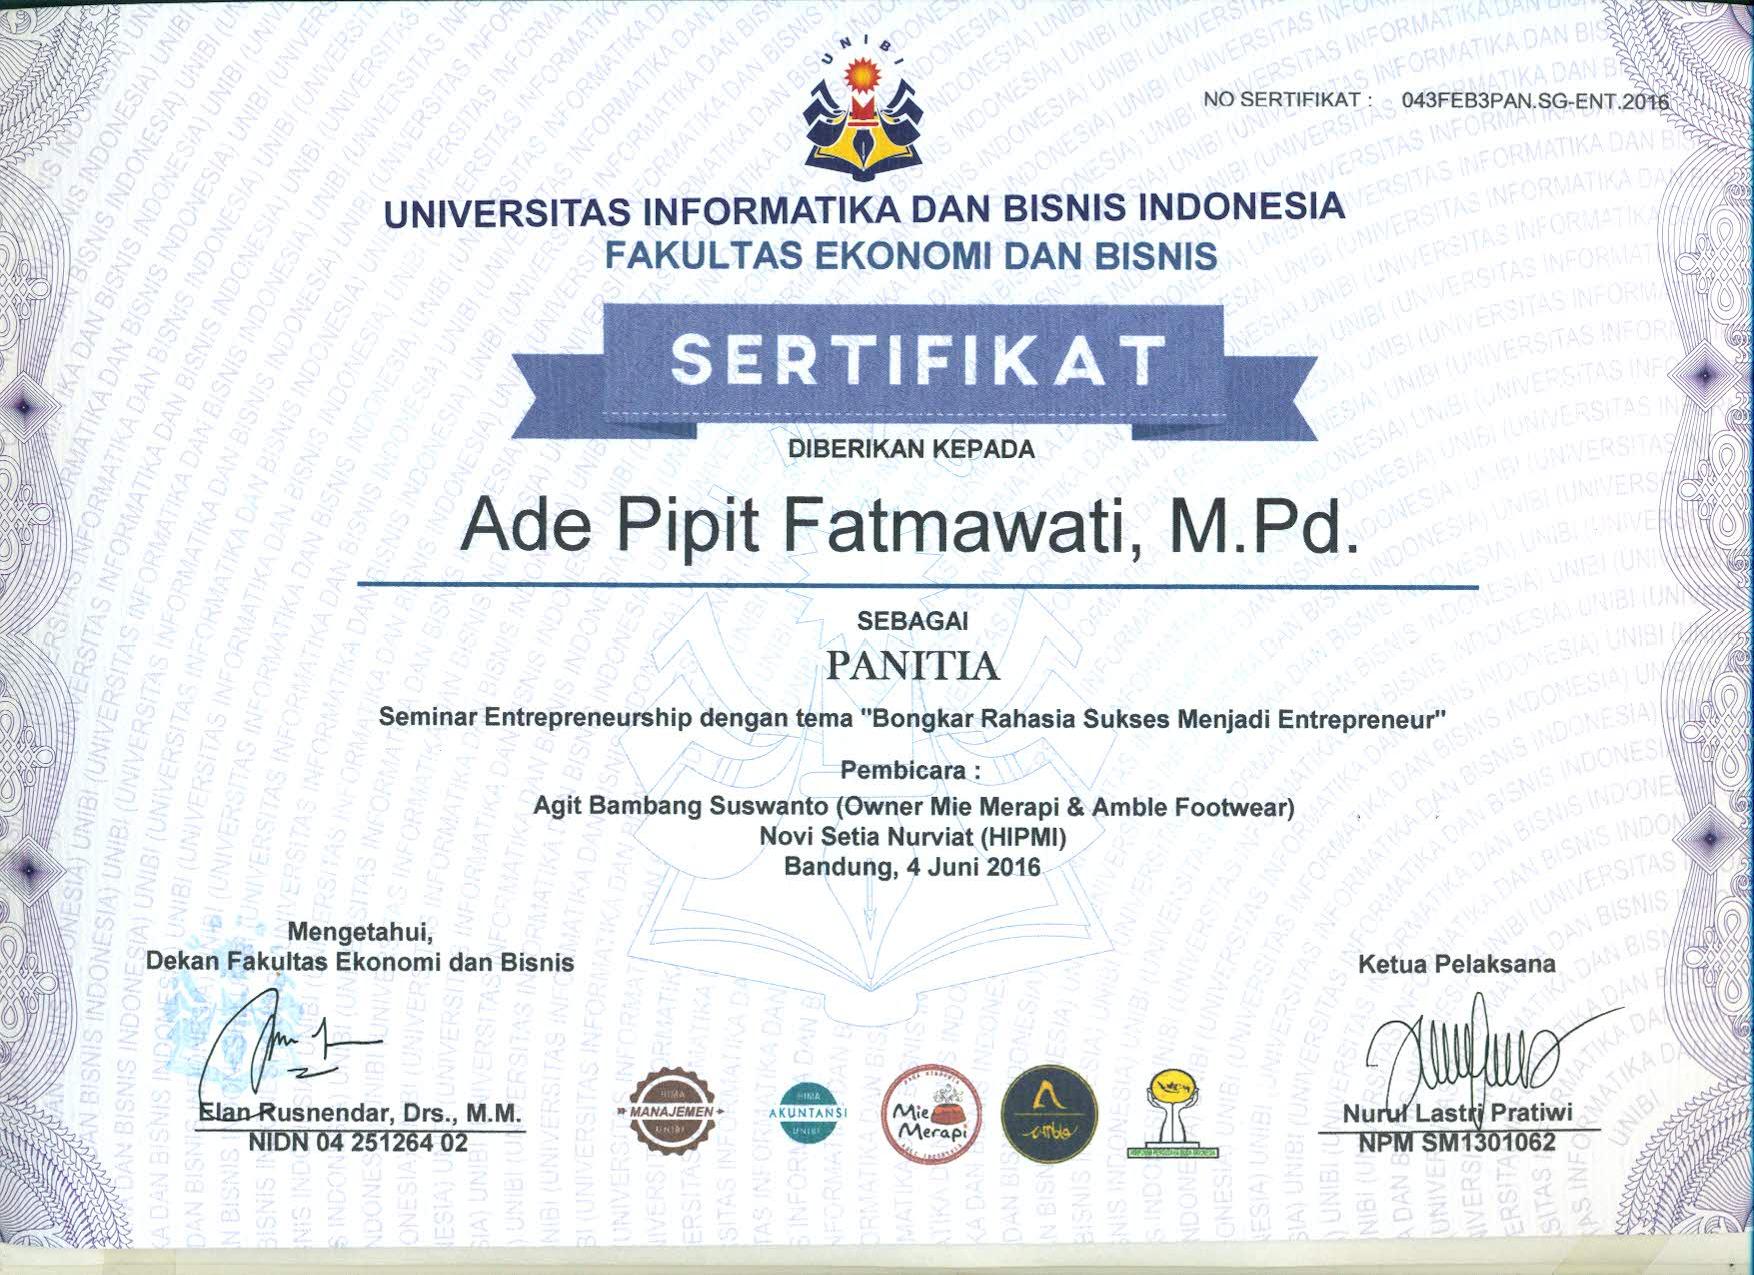 UNIBI
NO SERTIFIKAT : 043FEB3PAN.SG-ENT.2016
UNIVERSITAS INFORMATIKA DAN BISNIS INDONESIA
FAKULTAS EKONOMI DAN BISNIS
SERTIFIKAT
DIBERIKAN KEPADA
Ade Pipit Fatmawati, M.Pd.
SEBAGAI
PANITIA
Seminar Entrepreneurship dengan tema "Bongkar Rahasia Sukses Menjadi Entrepreneur"
Pembicara :
Agit Bambang Suswanto (Owner Mie Merapi & Amble Footwear)
Novi Setia Nurviat (HIPMI)
Bandung, 4 Juni 2016
Mengetahui,
Dekan Fakultas Ekonomi dan Bisnis
Elan Rusnendar, Drs., M.M.
NIDN 04 251264 02
Ketua Pelaksana
Nurul Lastri Pratiwi
NPM SM1301062
HIMA
MANAJEMEN
UNIBI
HIMA
AKUNTANSI
UNIBI
Mie
Merapi
amble